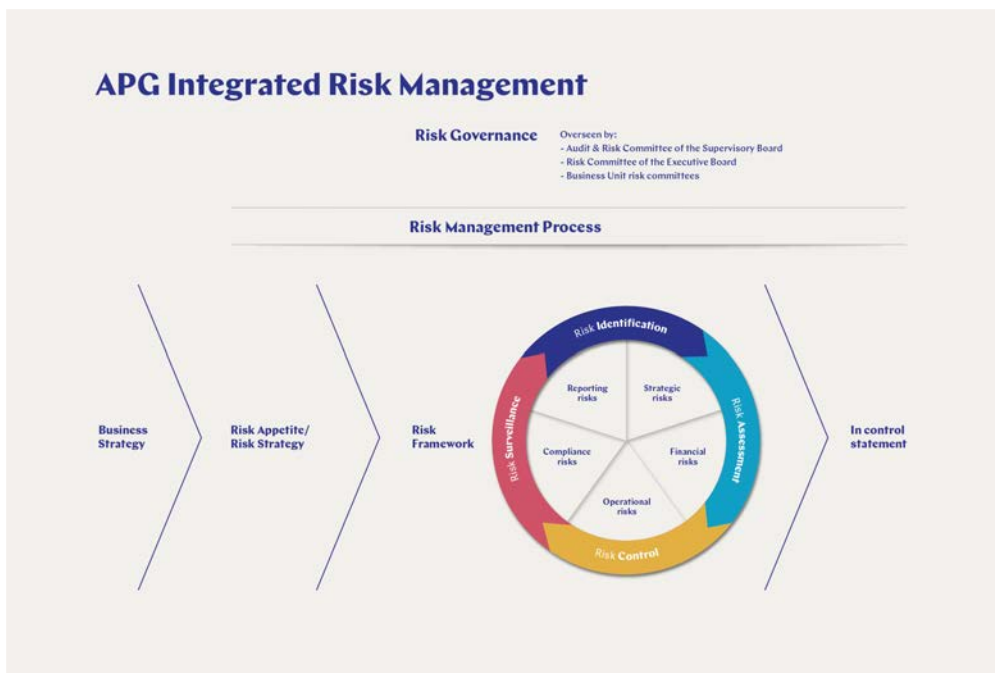 APG Integrated Risk Management
Risk Governance
Overseen by:
- Audit & Risk Committee of the Supervisory Board
- Risk Committee of the Executive Board
- Business Unit risk committees
Risk Management Process
Business
Strategy
Risk Appetite/
Risk Strategy
Risk
Framework
Risk Identification
Risk Assessment
Risk Control
Risk Surveillance
Reporting
risks
Strategic
risks
Compliance
risks
Financial
risks
Operational
risks
In control
statement